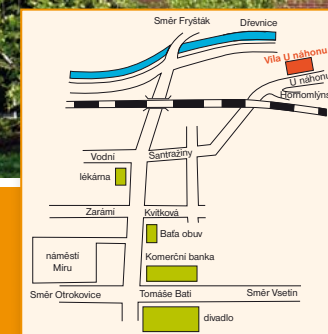 Směr Fryšták
Dřevnice
Vila U náhonu
U náhonu
Hornomlýns
Vodní
Santražiny
lékárna
Zarámí
Kvítková
Baťa obuv
náměstí
Míru
Komerční banka
Směr Otrokovice
Tomáše Bati
Směr Vsetín
divadlo